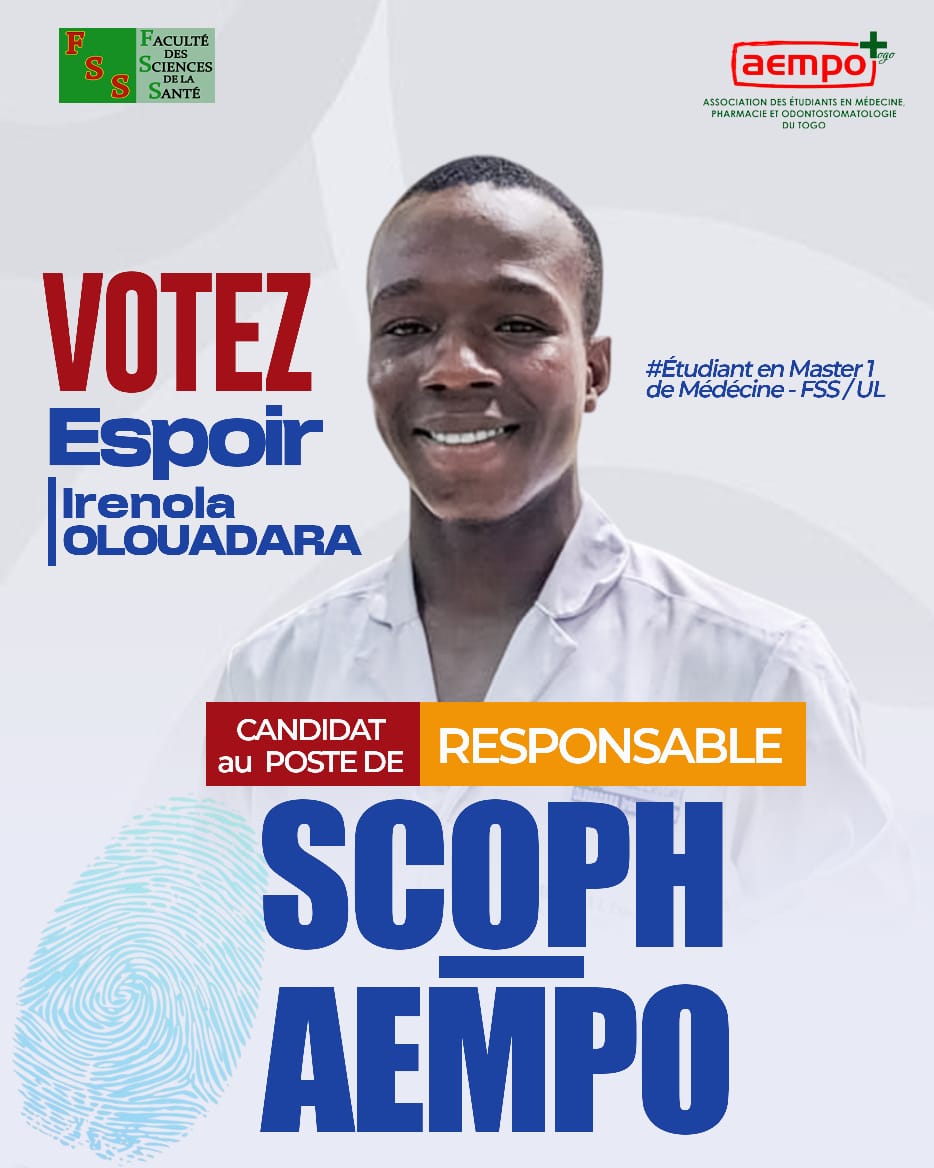 FSS
FACULTÉ
DES
SCIENCES
DE LA
SANTÉ
aempo
Togo
ASSOCIATION DES ÉTUDIANTS EN MÉDECINE,
PHARMACIE ET ODONTOSTOMATOLOGIE
DU TOGO
VOTEZ
Espoir
Irenola
OLOUADARA
#Étudiant en Master 1
de Médécine - FSS / UL
CANDIDAT
au POSTE DE
RESPONSABLE
SCOPH
AEMPO